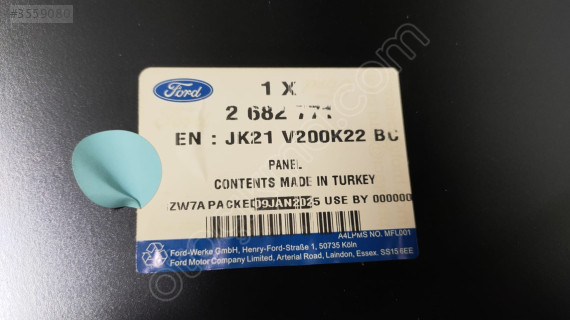 #3559080
Ford
1 X
2 682 771
EN : JK21 V200K22 BC
PANEL
CONTENTS MADE IN TURKEY
ZW7A PACKED 09JAN2025 USE BY 000000
A4LPMS NO. MFL001
Ford-Werke GmbH, Henry-Ford-Straße 1, 50735 Köln
Ford Motor Company Limited, Arterial Road, Laindon, Essex. SS15 6EE